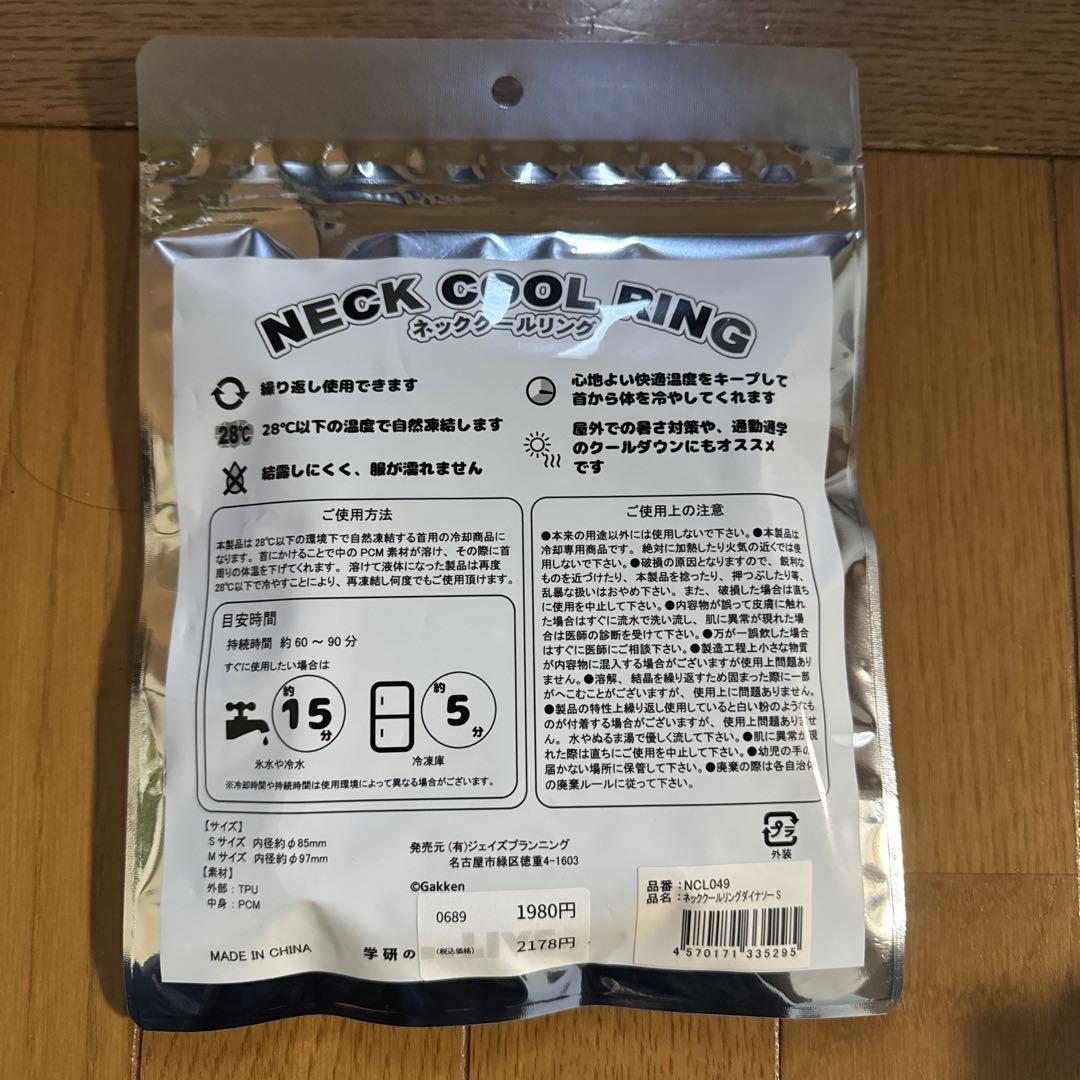 NECK COOL RING
ネッククールリング
繰り返し使用できます
28℃
28℃以下の温度で自然凍結します
結露しにくく、服が濡れません
心地よい快適温度をキープして
首から体を冷やしてくれます
屋外での暑さ対策や、通勤通学
のクールダウンにもオススメ
です
ご使用方法
本製品は28℃以下の環境下で自然凍結する首用の冷却商品に
なります。首にかけることで中のPCM素材が溶け、その際に首
周りの体温を下げてくれます。溶けて液体になった製品は再度
28℃以下で冷やすことにより、再凍結し何度でもご使用頂けます。
目安時間
持続時間 約60～90分
すぐに使用したい場合は
約
15
分
氷水や冷水
約
5
分
冷凍庫
※冷却時間や持続時間は使用環境によって異なる場合がございます。
ご使用上の注意
●本来の用途以外には使用しないで下さい。●本製品は
冷却専用商品です。絶対に加熱したり火気の近くでは使
用しないで下さい。●破損の原因となりますので、鋭利な
ものを近づけたり、本製品を捻ったり、押つぶしたり等、
乱暴な扱いはおやめ下さい。また、破損した場合は直ち
に使用を中止して下さい。●内容物が誤って皮膚に触れ
た場合はすぐに流水で洗い流し、肌に異常が現れた場
合は医師の診断を受けて下さい。●万が一誤飲した場合
はすぐに医師にご相談下さい。●製造工程上小さな物質
が内容物に混入する場合がございますが使用上問題あり
ません。●溶解、結晶を繰り返すため固まった際に一部
がへこむことがございますが、使用上に問題ありません。
●製品の特性上繰り返し使用していると白い粉のようなも
のが付着する場合がございますが、使用上問題ありませ
ん。水やぬるま湯で優しく流して下さい。●肌に異常が現
れた際は直ちにご使用を中止して下さい。●幼児の手の
届かない場所に保管して下さい。●廃棄の際は各自治体
の廃棄ルールに従って下さい。
【サイズ】
Sサイズ 内径約φ85mm
Mサイズ 内径約φ97mm
【素材】
外部：TPU
中身：PCM
MADE IN CHINA
発売元 (有)ジェイズプランニング
名古屋市緑区徳重4-1603
©Gakken
学研の
0689
1980円
(税込価格)
2178円
プラ
外装
品番：NCL049
品名：ネッククールリングダイナソーS
4 570171 335295